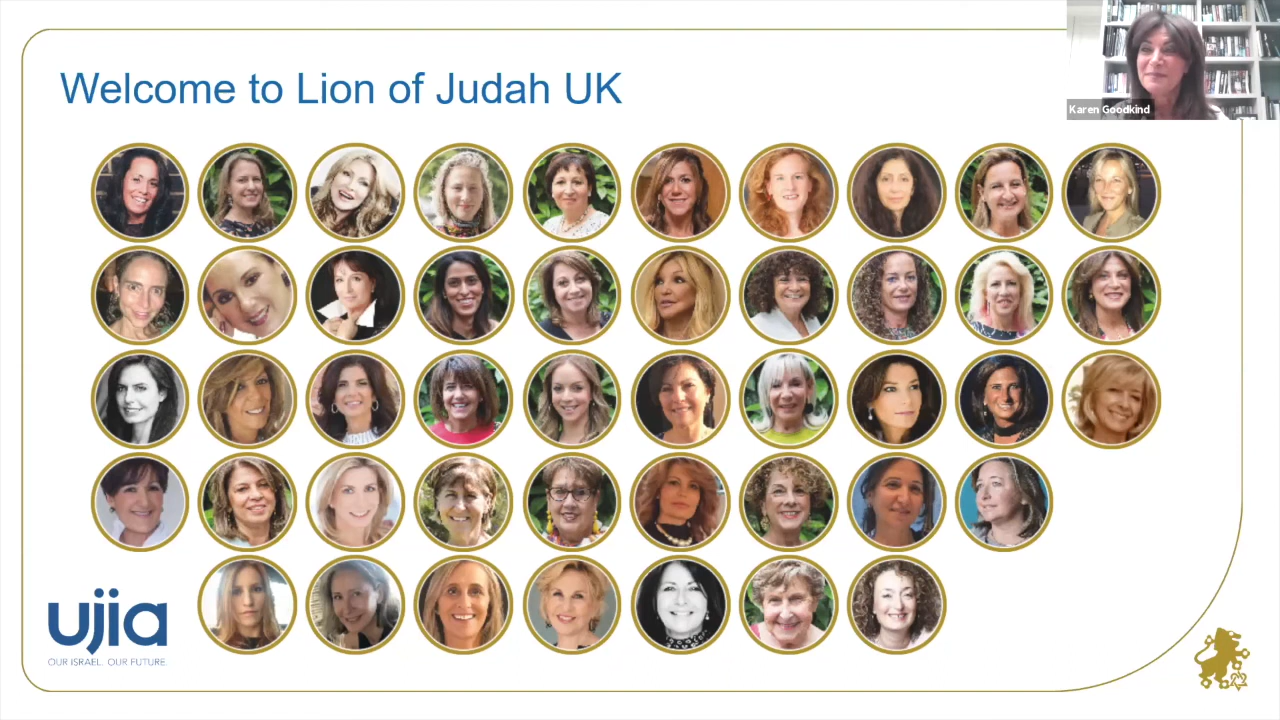 Welcome to Lion of Judah UK
Karen Goodkind
ujia
OUR ISRAEL. OUR FUTURE.